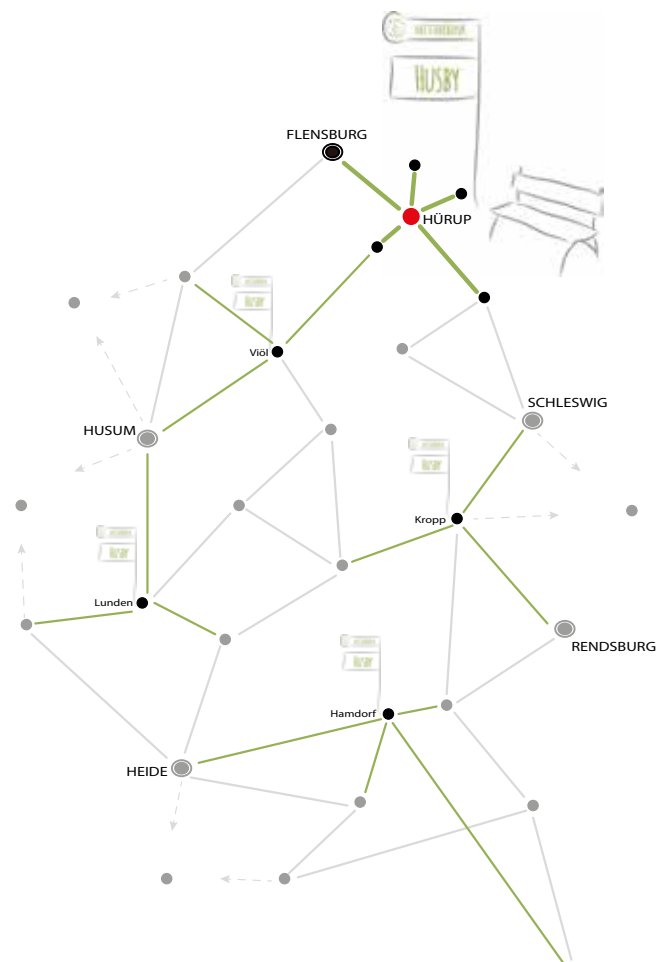 HUSBY
FLENSBURG
HÜRUP
Viöl
SCHLESWIG
HUSUM
Kropp
Lunden
RENDSBURG
Hamdorf
HEIDE